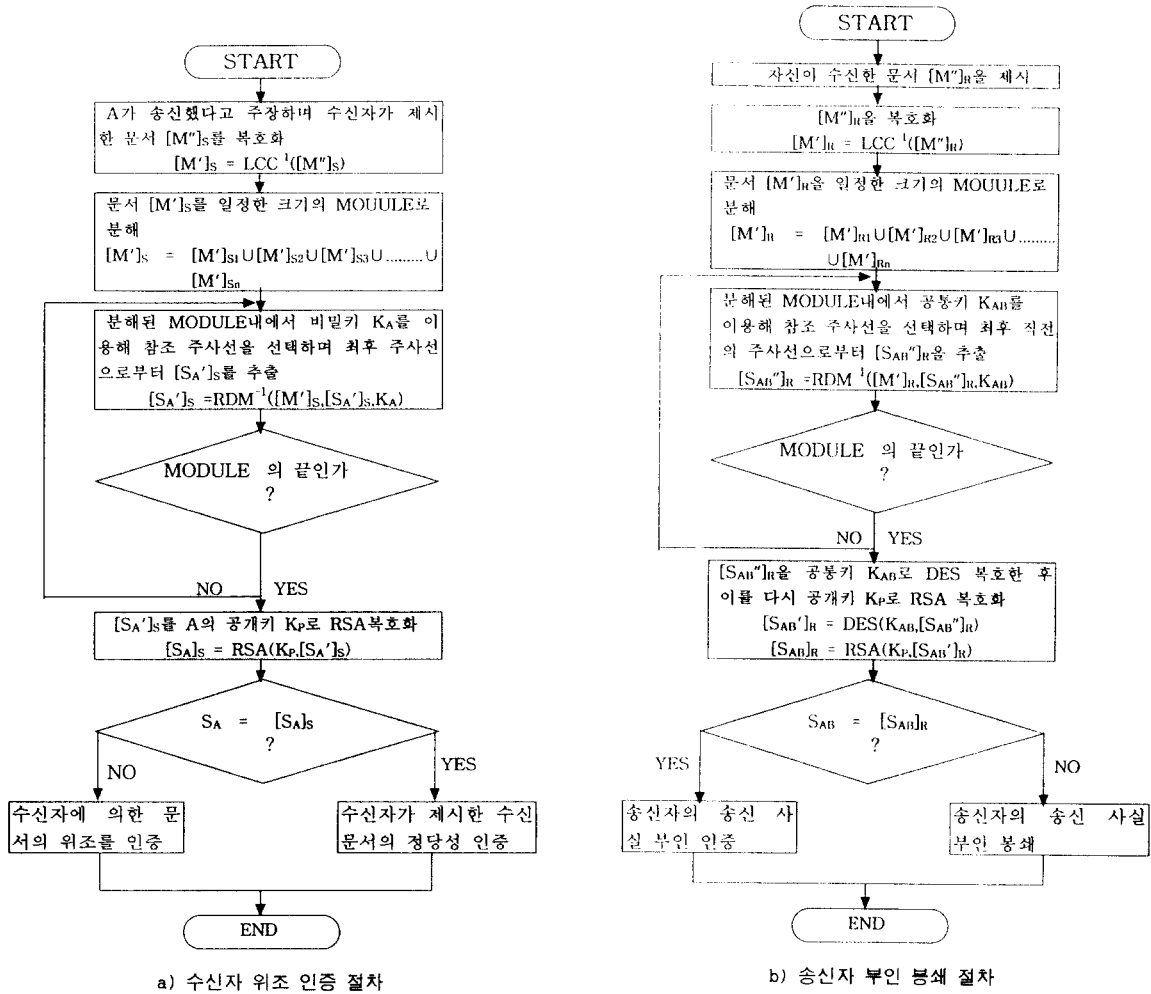 START
A가 송신했다고 주장하며 수신자가 제시
한 문서 [M″]S를 복호화
[M′]S = LCC⁻¹([M″]S)
문서 [M′]S를 일정한 크기의 MOUULE로
분해
[M′]S = [M′]S1∪[M′]S2∪[M′]S3∪.........∪
[M′]Sn
분해된 MODULE내에서 비밀키 KA를 이
용해 참조 주사선을 선택하며 최후 주사선
으로부터 [SA′]S를 추출
[SA′]S =RDM⁻¹([M′]S,[SA′]S,KA)
MODULE 의 끝인가
?
NO YES
[SA′]S를 A의 공개키 KP로 RSA복호화
[SA]S = RSA(KP,[SA′]S)
SA = [SA]S
?
NO
YES
수신자에 의한 문
서의 위조를 인증
수신자가 제시한 수신
문서의 정당성 인증
END
a) 수신자 위조 인증 절차
START
자신이 수신한 문서 [M″]R을 제시
[M″]R을 복호화
[M′]R = LCC⁻¹([M″]R)
문서 [M′]R을 일정한 크기의 MOUULE로
분해
[M′]R = [M′]R1∪[M′]R2∪[M′]R3∪.........
∪[M′]Rn
분해된 MODULE내에서 공통키 KAB를
이용해 참조 주사선을 선택하며 최후 직전
의 주사선으로부터 [SAB″]R을 추출
[SAB″]R =RDM⁻¹([M′]R,[SAB″]R,KAB)
MODULE 의 끝인가
?
NO YES
[SAB″]R을 공통키 KAB로 DES 복호한 후
이를 다시 공개키 KP로 RSA 복호화
[SAB′]R = DES(KAB,[SAB″]R)
[SAB]R = RSA(KP,[SAB′]R)
SAB = [SAB]R
?
YES
NO
송신자의 송신 사
실 부인 인증
송신자의 송신 사실
부인 봉쇄
END
b) 송신자 부인 봉쇄 절차